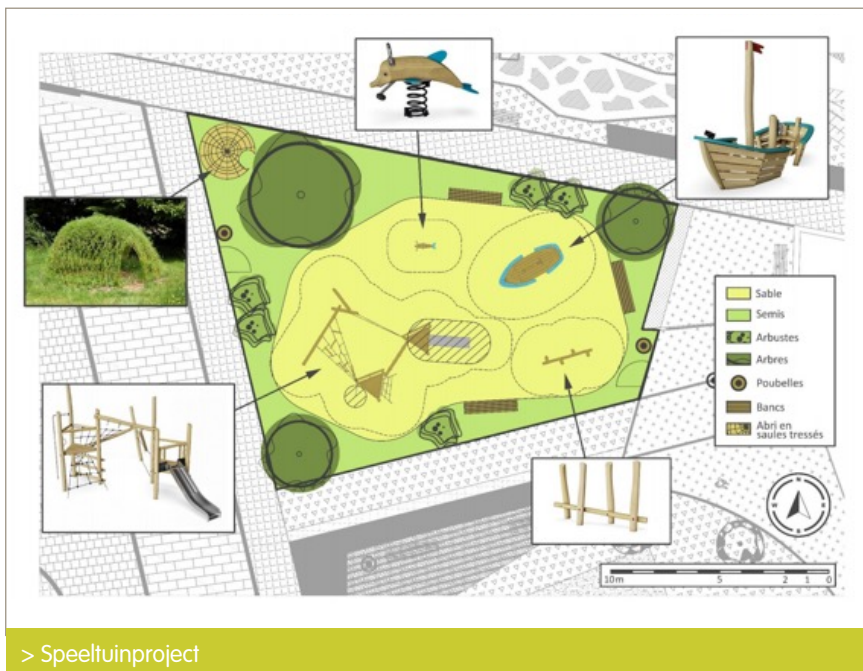 Sable
Semis
Arbustes
Arbres
Poubelles
Bancs
Abri en
saules tressés
N
W
E
S
10m 5 2 1 0
> Speeltuinproject